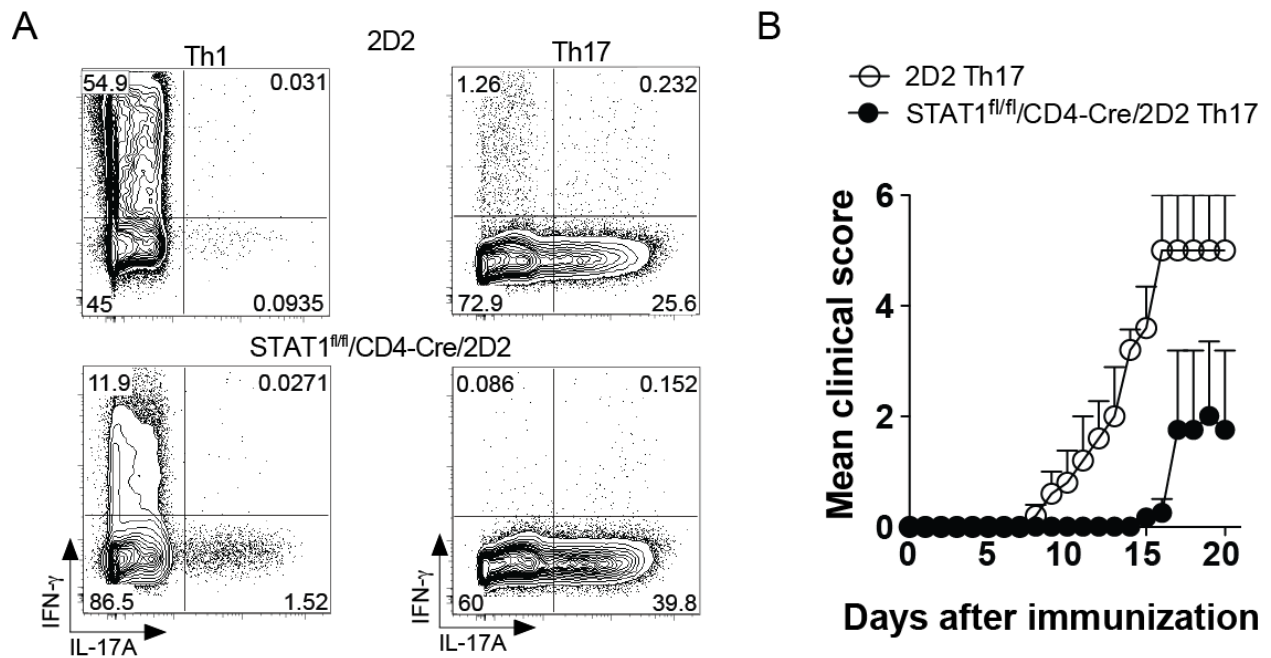 A
B
2D2
Th1
Th17
54.9
0.031
45
0.0935
1.26
0.232
72.9
25.6
STAT1fl/fl/CD4-Cre/2D2
11.9
0.0271
86.5
1.52
0.086
0.152
60
39.8
IFN-γ
IL-17A
IFN-γ
IL-17A
2D2 Th17
STAT1fl/fl/CD4-Cre/2D2 Th17
Mean clinical score
6
4
2
0
0 5 10 15 20
Days after immunization